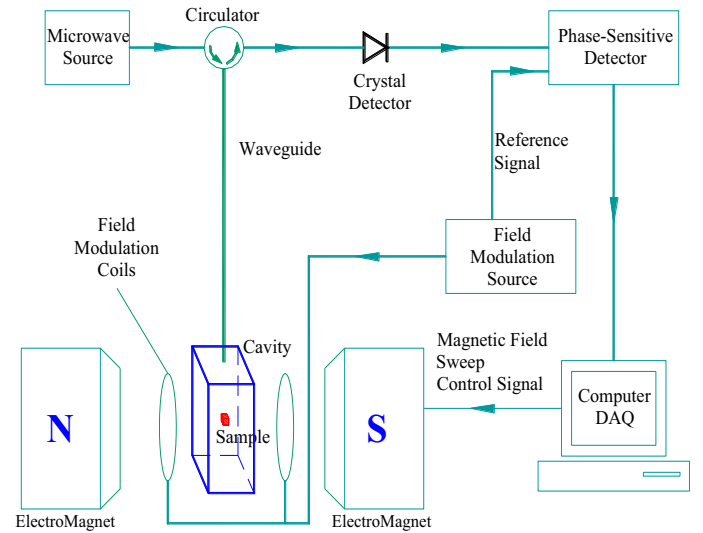 Circulator
Microwave
Source
Phase-Sensitive
Detector
Crystal
Detector
Waveguide
Reference
Signal
Field
Modulation
Coils
Field
Modulation
Source
Cavity
Magnetic Field
Sweep
Control Signal
Computer
DAQ
N
Sample
S
ElectroMagnet
ElectroMagnet